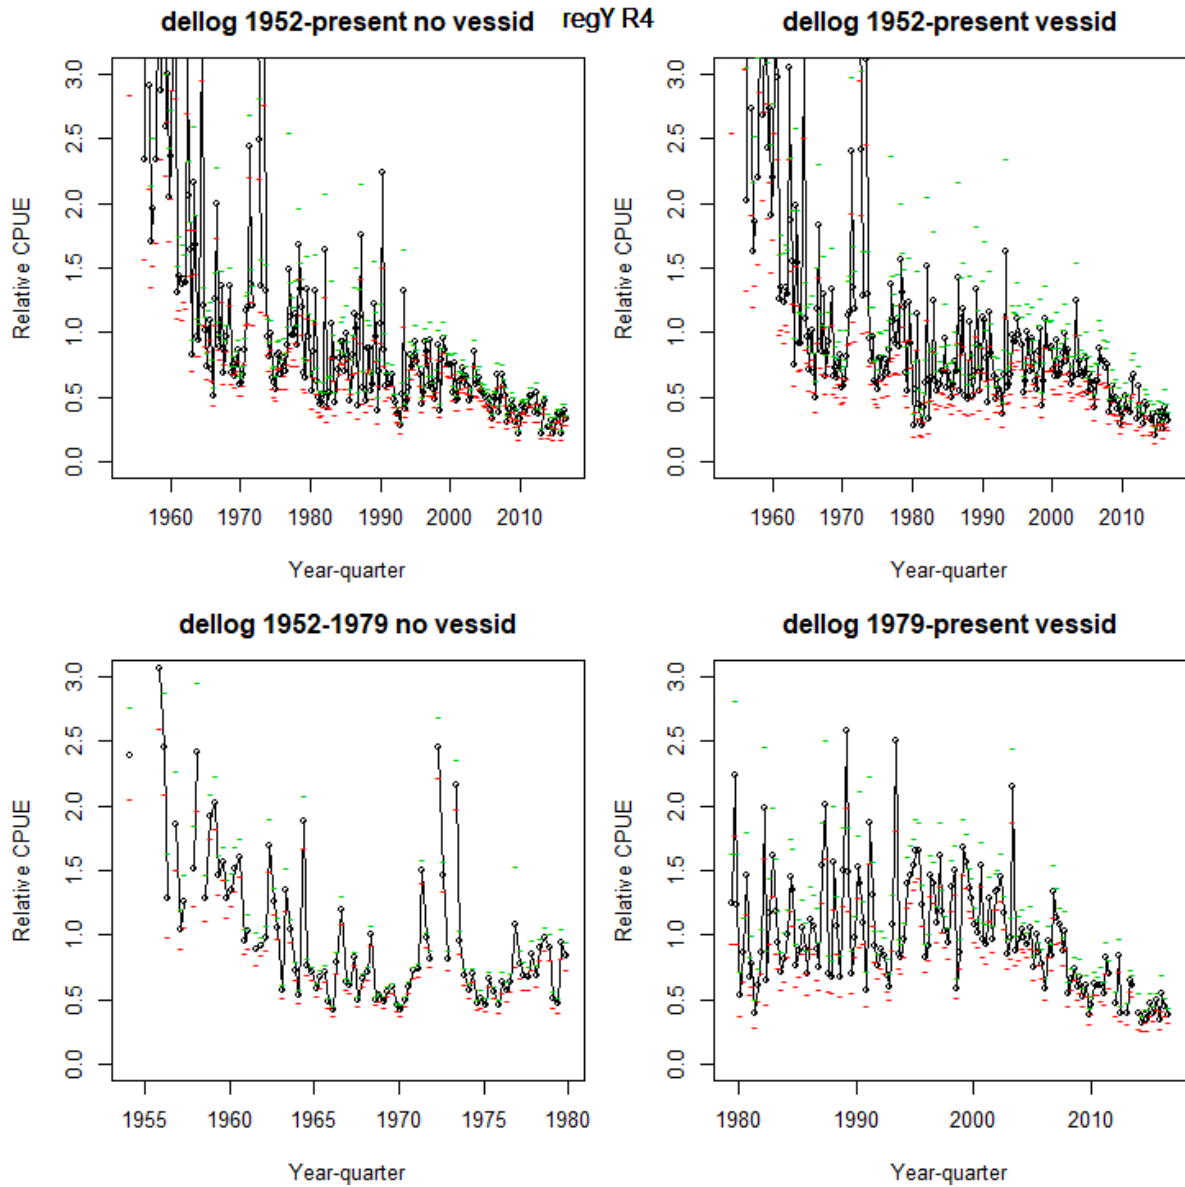 dellog 1952-present no vessid
regY R4
dellog 1952-present vessid
Relative CPUE
0.0 0.5 1.0 1.5 2.0 2.5 3.0
1960 1970 1980 1990 2000 2010
Year-quarter
Relative CPUE
0.0 0.5 1.0 1.5 2.0 2.5 3.0
1960 1970 1980 1990 2000 2010
Year-quarter
dellog 1952-1979 no vessid
Relative CPUE
0.0 0.5 1.0 1.5 2.0 2.5 3.0
1955 1960 1965 1970 1975 1980
Year-quarter
dellog 1979-present vessid
Relative CPUE
0.0 0.5 1.0 1.5 2.0 2.5 3.0
1980 1990 2000 2010
Year-quarter